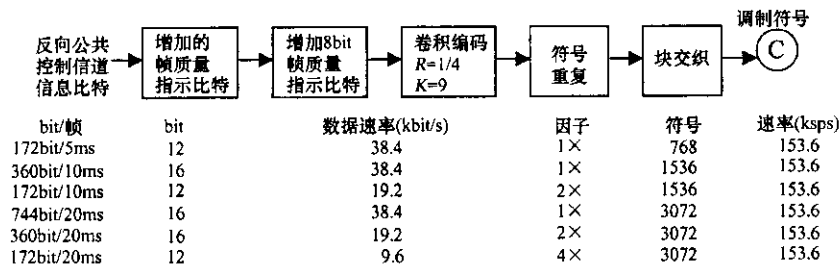 调制符号
反向公共
控制信道
信息比特
增加的
帧质量
指示比特
增加8bit
帧质量
指示比特
卷积编码
R=1/4
K=9
符号
重复
块交织
C
bit/帧 bit 数据速率(kbit/s) 因子 符号 速率(ksps)
172bit/5ms 12 38.4 1× 768 153.6
360bit/10ms 16 38.4 1× 1536 153.6
172bit/10ms 12 19.2 2× 1536 153.6
744bit/20ms 16 38.4 1× 3072 153.6
360bit/20ms 16 19.2 2× 3072 153.6
172bit/20ms 12 9.6 4× 3072 153.6